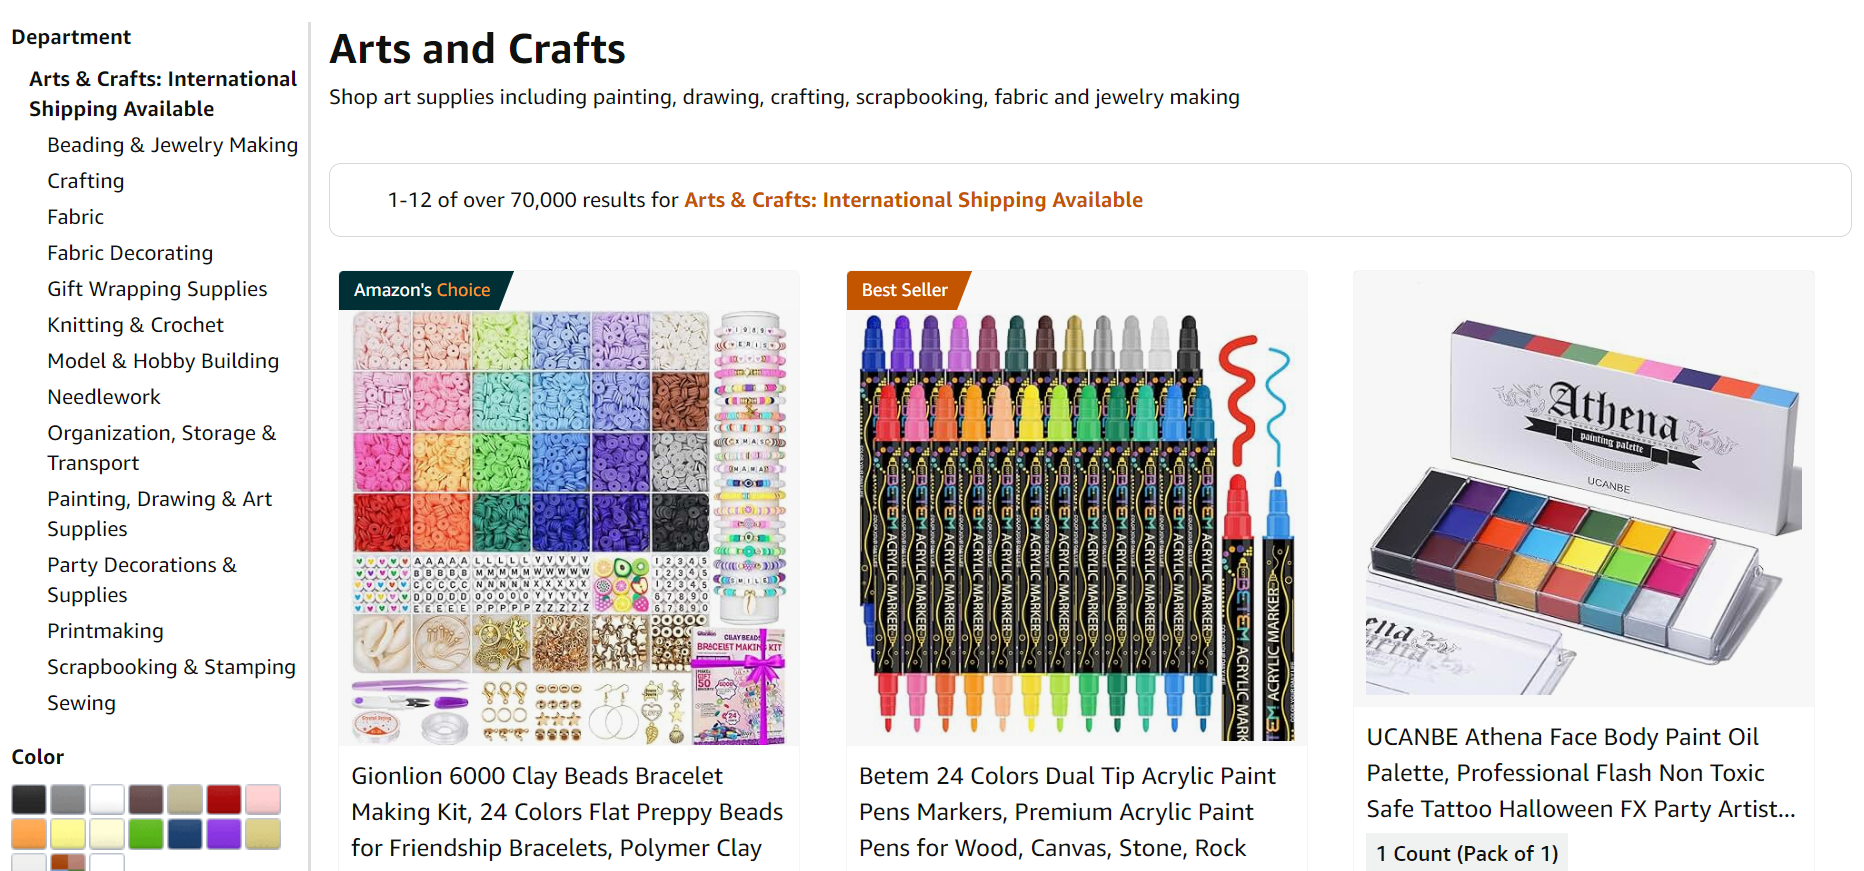 Department
Arts & Crafts: International
Shipping Available
Beading & Jewelry Making
Crafting
Fabric
Fabric Decorating
Gift Wrapping Supplies
Knitting & Crochet
Model & Hobby Building
Needlework
Organization, Storage &
Transport
Painting, Drawing & Art
Supplies
Party Decorations &
Supplies
Printmaking
Scrapbooking & Stamping
Sewing
Color
Arts and Crafts
Shop art supplies including painting, drawing, crafting, scrapbooking, fabric and jewelry making
1-12 of over 70,000 results for Arts & Crafts: International Shipping Available
Amazon's Choice
CLAY BEADS
BRACELET MAKING KIT
Gionlion 6000 Clay Beads Bracelet
Making Kit, 24 Colors Flat Preppy Beads
for Friendship Bracelets, Polymer Clay
Best Seller
BETEM ACRYLIC MARKER
Betem 24 Colors Dual Tip Acrylic Paint
Pens Markers, Premium Acrylic Paint
Pens for Wood, Canvas, Stone, Rock
Athena
painting palette
UCANBE
UCANBE Athena Face Body Paint Oil
Palette, Professional Flash Non Toxic
Safe Tattoo Halloween FX Party Artist...
1 Count (Pack of 1)